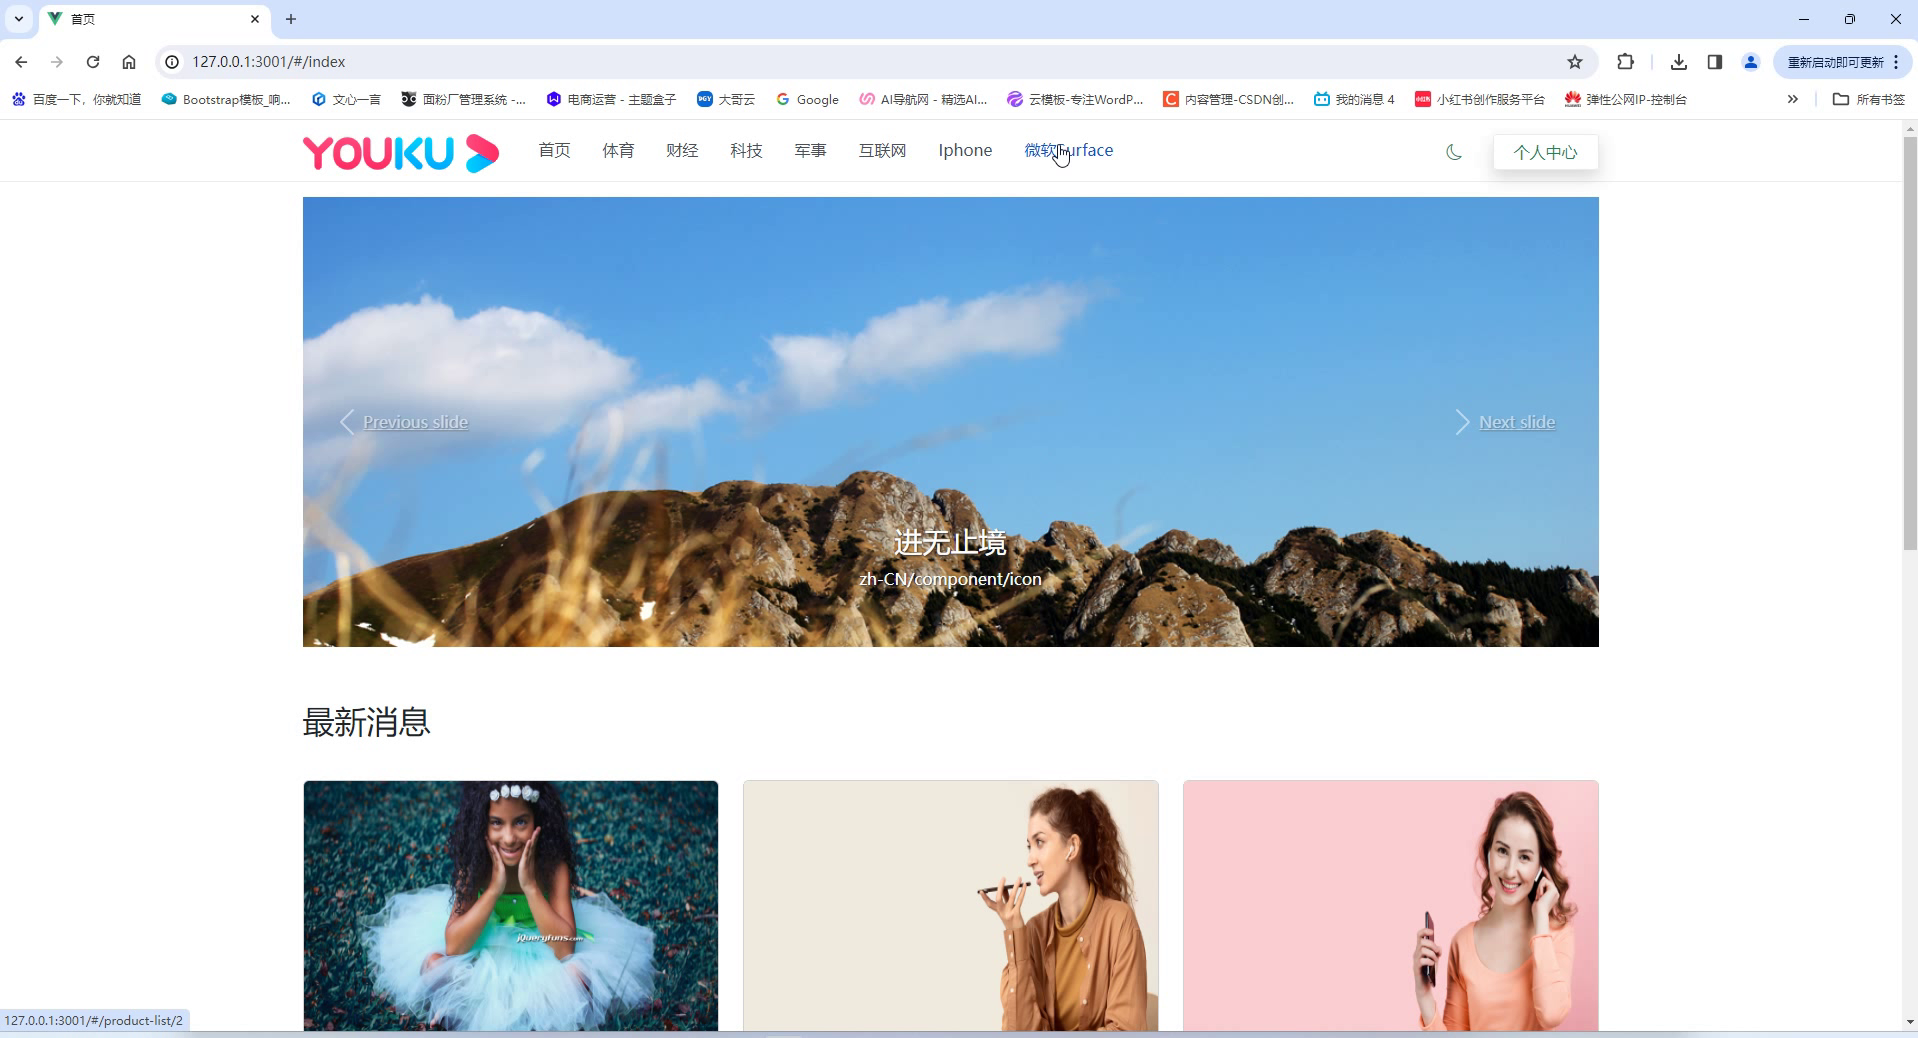 首页
127.0.0.1:3001/#/index
重新启动即可更新
百度一下，你就知道
Bootstrap模板_响...
文心一言
面粉厂管理系统 -...
电商运营 - 主题盒子
大哥云
Google
AI导航网 - 精选AI...
云模板-专注WordP...
内容管理-CSDN创...
我的消息 4
小红书创作服务平台
弹性公网IP-控制台
所有书签
YOUKU
首页
体育
财经
科技
军事
互联网
Iphone
微软Surface
个人中心
Previous slide
Next slide
进无止境
zh-CN/component/icon
最新消息
jQueryfuns.com
127.0.0.1:3001/#/product-list/2